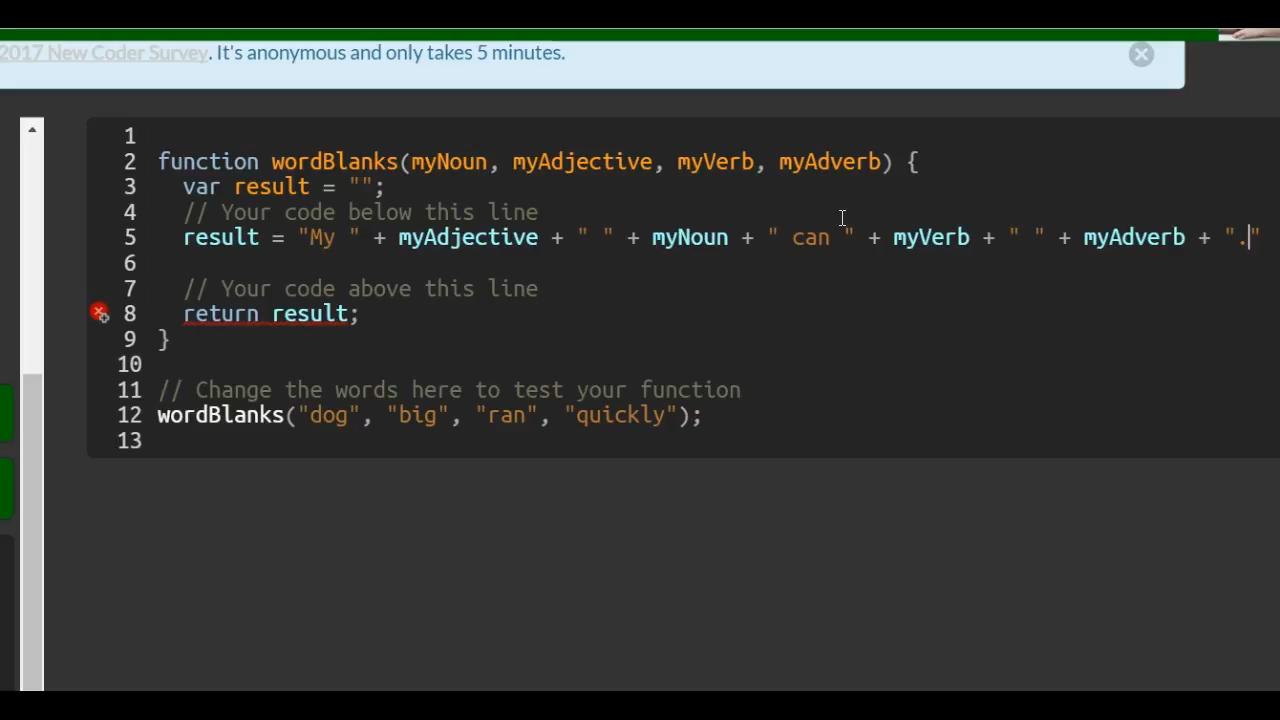 2017 New Coder Survey. It's anonymous and only takes 5 minutes.
1
2 function wordBlanks(myNoun, myAdjective, myVerb, myAdverb) {
3 var result = "";
4 // Your code below this line
5 result = "My " + myAdjective + " " + myNoun + " can " + myVerb + " " + myAdverb + "."
6
7 // Your code above this line
8 return result;
9 }
10
11 // Change the words here to test your function
12 wordBlanks("dog", "big", "ran", "quickly");
13